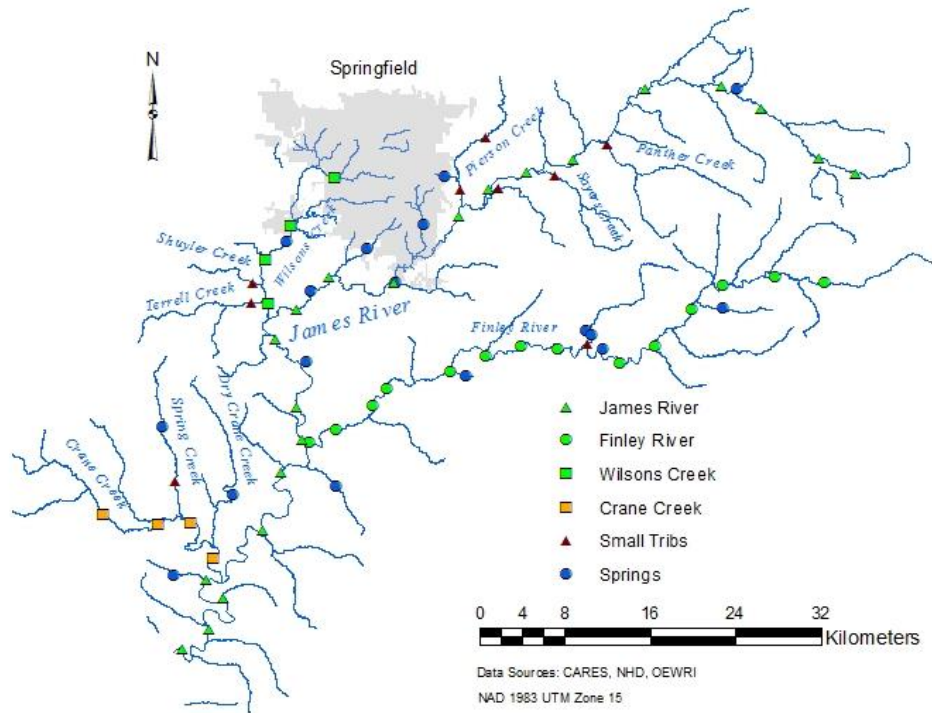 N
Springfield
Pierson Creek
Panther Creek
Sayers Creek
Wilsons Creek
Shuyler Creek
Terrell Creek
James River
Finley River
Dry Crane Creek
Spring Creek
Crane Creek
James River
Finley River
Wilsons Creek
Crane Creek
Small Tribs
Springs
0 4 8 16 24 32
Kilometers
Data Sources: CARES, NHD, OEWRI
NAD 1983 UTM Zone 15